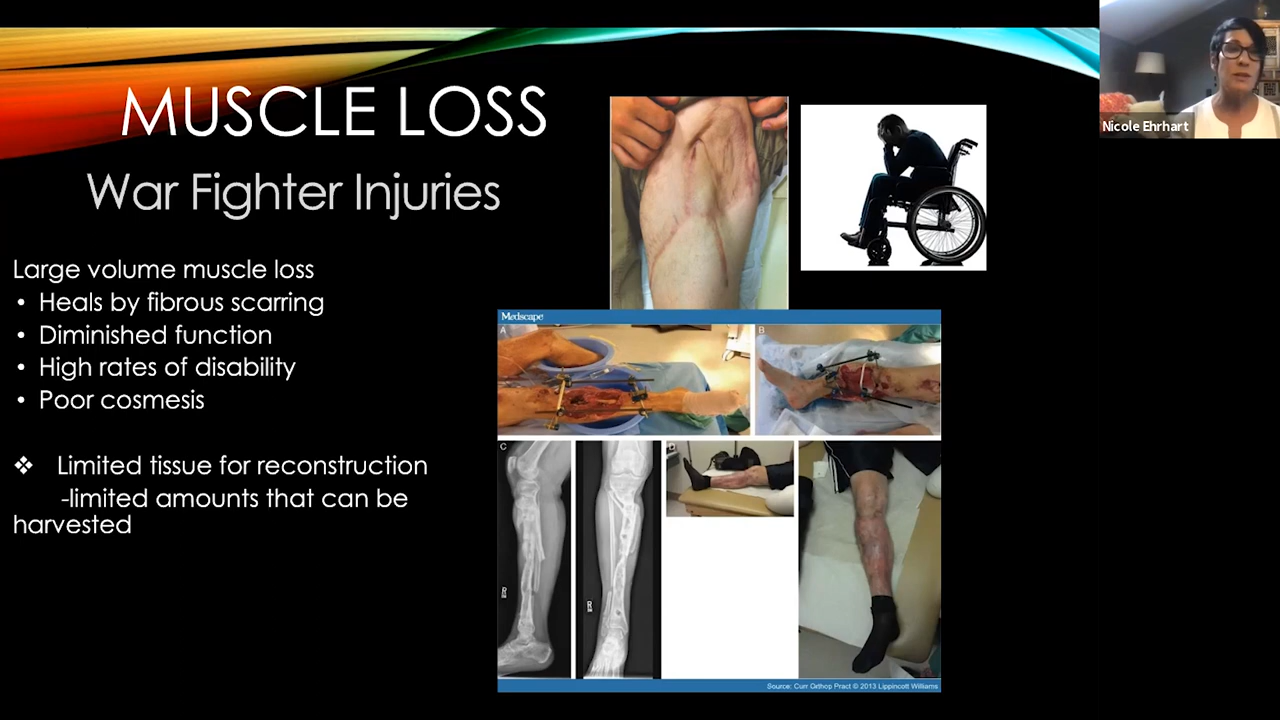 MUSCLE LOSS
War Fighter Injuries
Large volume muscle loss
• Heals by fibrous scarring
• Diminished function
• High rates of disability
• Poor cosmesis
❖ Limited tissue for reconstruction
-limited amounts that can be
harvested
Nicole Ehrhart
Medscape
A
B
C
R
R
Source: Curr Orthop Pract © 2013 Lippincott Williams